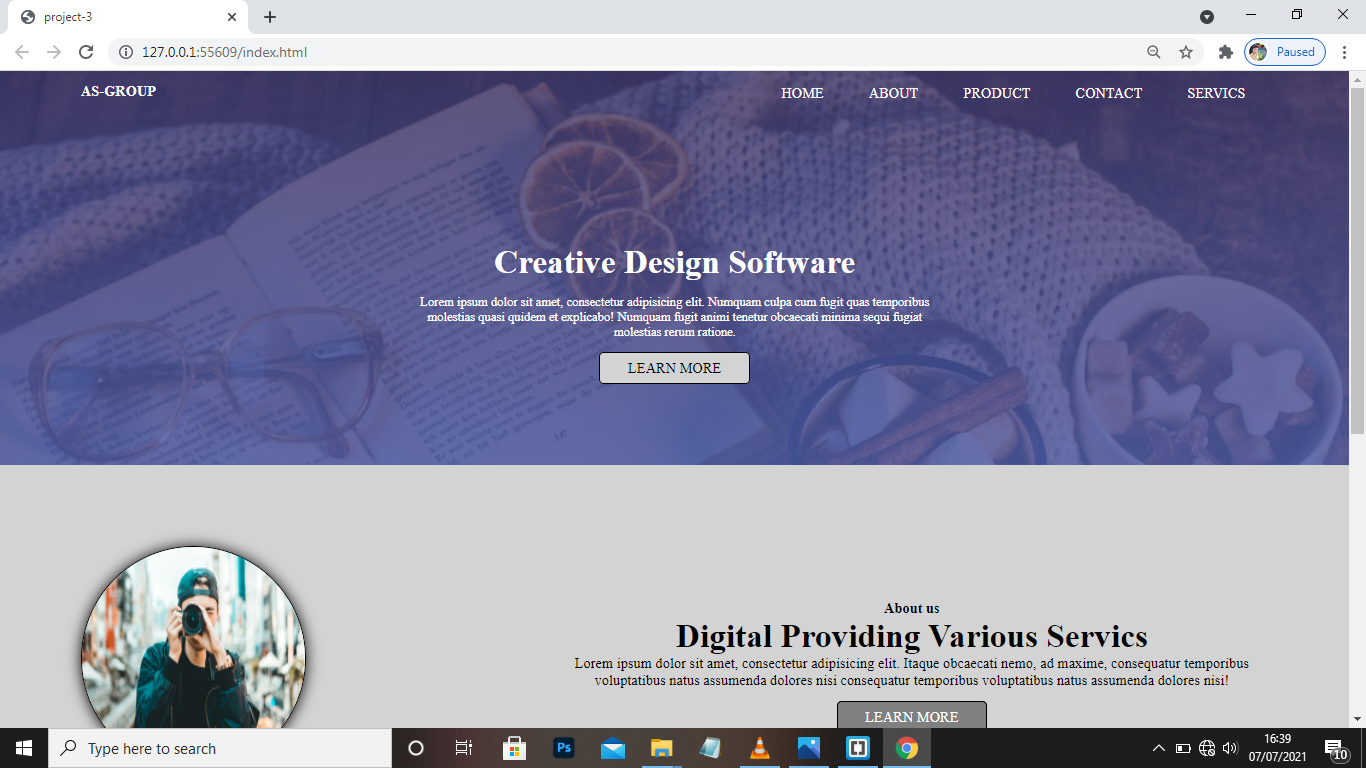 project-3
127.0.0.1:55609/index.html
Paused
AS-GROUP
HOME ABOUT PRODUCT CONTACT SERVICS
Creative Design Software
Lorem ipsum dolor sit amet, consectetur adipisicing elit. Numquam culpa cum fugit quas temporibus
molestias quasi quidem et explicabo! Numquam fugit animi tenetur obcaecati minima sequi fugiat
molestias rerum ratione.
LEARN MORE
147
About us
Digital Providing Various Servics
Lorem ipsum dolor sit amet, consectetur adipisicing elit. Itaque obcaecati nemo, ad maxime, consequatur temporibus
voluptatibus natus assumenda dolores nisi consequatur temporibus voluptatibus natus assumenda dolores nisi!
LEARN MORE
Type here to search
Ps
16:39
07/07/2021
10